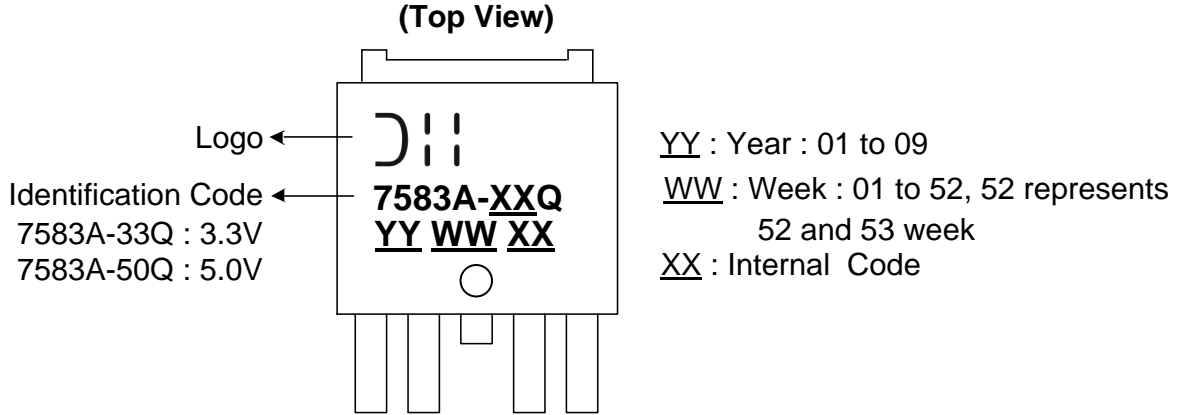 (Top View)
Logo
Identification Code
7583A-33Q : 3.3V
7583A-50Q : 5.0V
7583A-XXQ
YY WW XX
YY : Year : 01 to 09
WW : Week : 01 to 52, 52 represents
52 and 53 week
XX : Internal Code